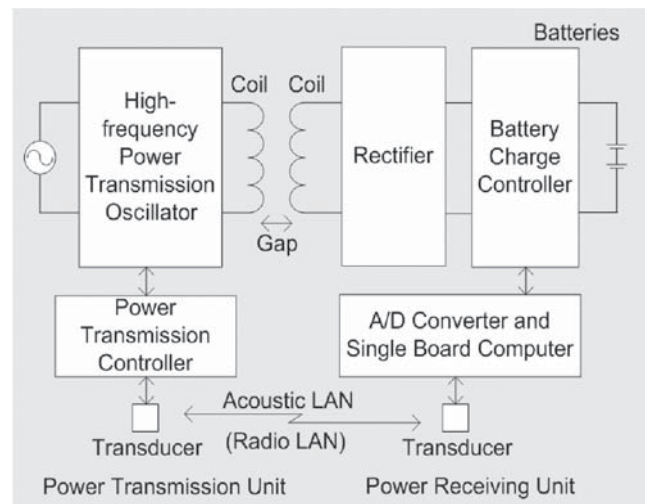 Batteries
Coil
Coil
High-
frequency
Power
Transmission
Oscillator
Rectifier
Battery
Charge
Controller
Gap
Power
Transmission
Controller
A/D Converter and
Single Board Computer
Acoustic LAN
(Radio LAN)
Transducer
Transducer
Power Transmission Unit
Power Receiving Unit